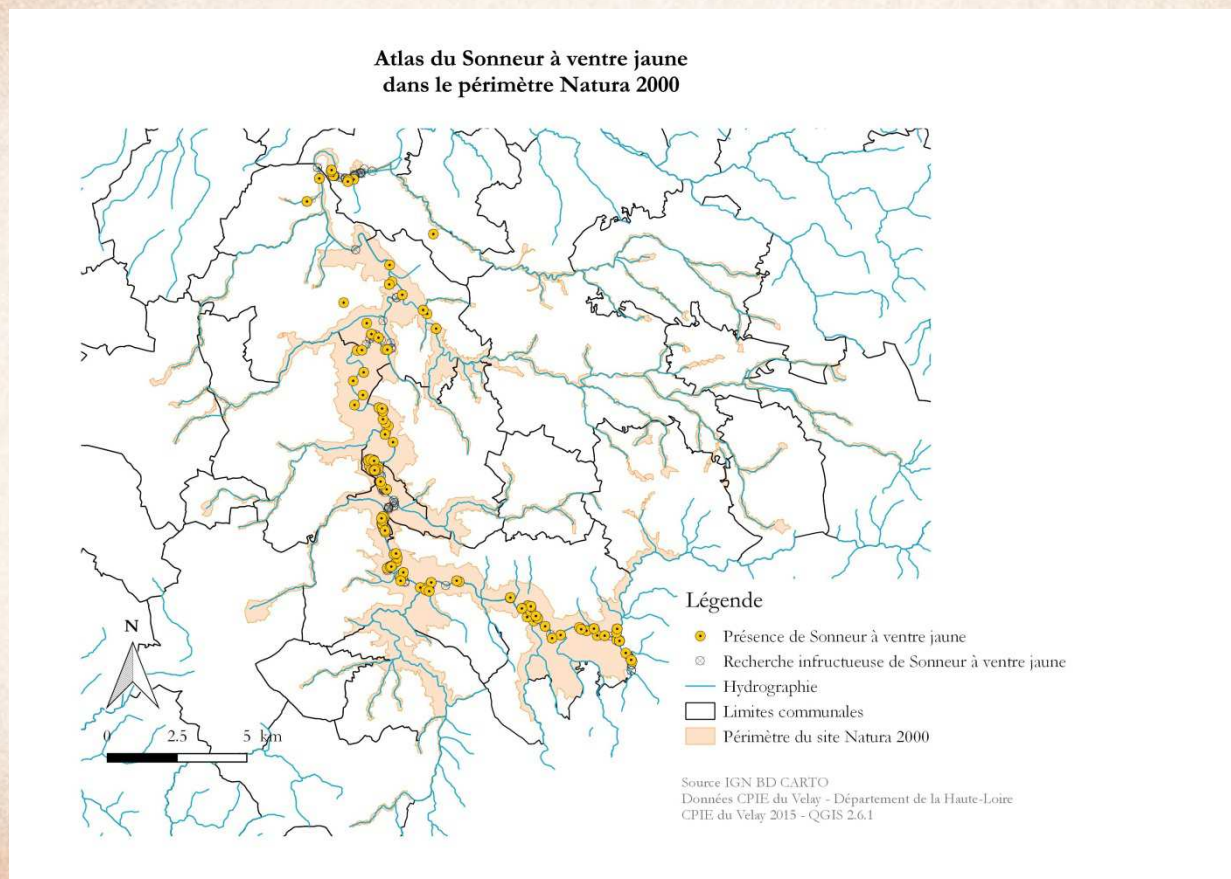 Atlas du Sonneur à ventre jaune
dans le périmètre Natura 2000
Légende
Présence de Sonneur à ventre jaune
Recherche infructueuse de Sonneur à ventre jaune
Hydrographie
Limites communales
Périmètre du site Natura 2000
N
0 2.5 5 km
Source IGN BD CARTO
Données CPIE du Velay - Département de la Haute-Loire
CPIE du Velay 2015 - QGIS 2.6.1